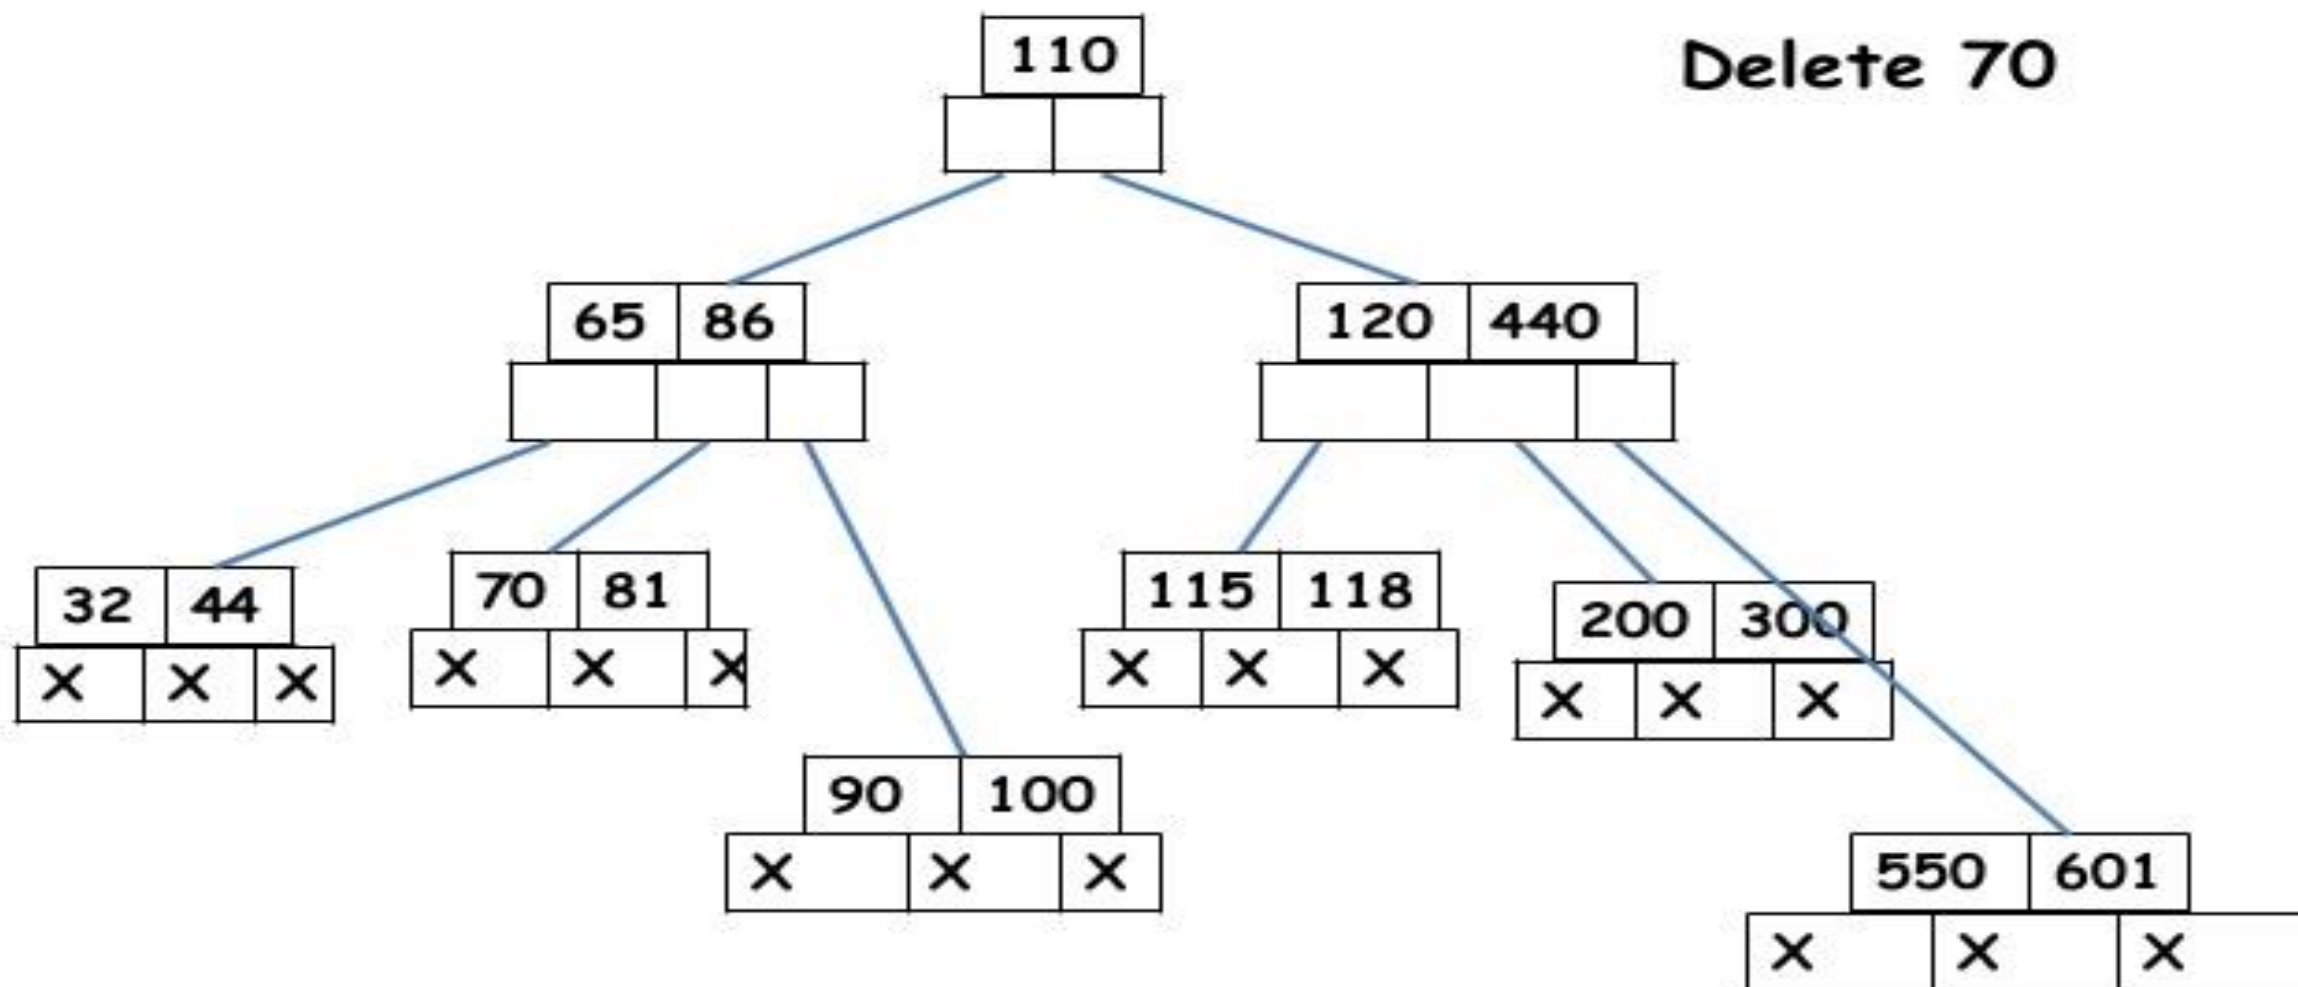 110
Delete 70
65 86
120 440
32 44
70 81
115 118
200 300
X X X
X X X
X X X
X X X
90 100
X X X
550 601
X X X